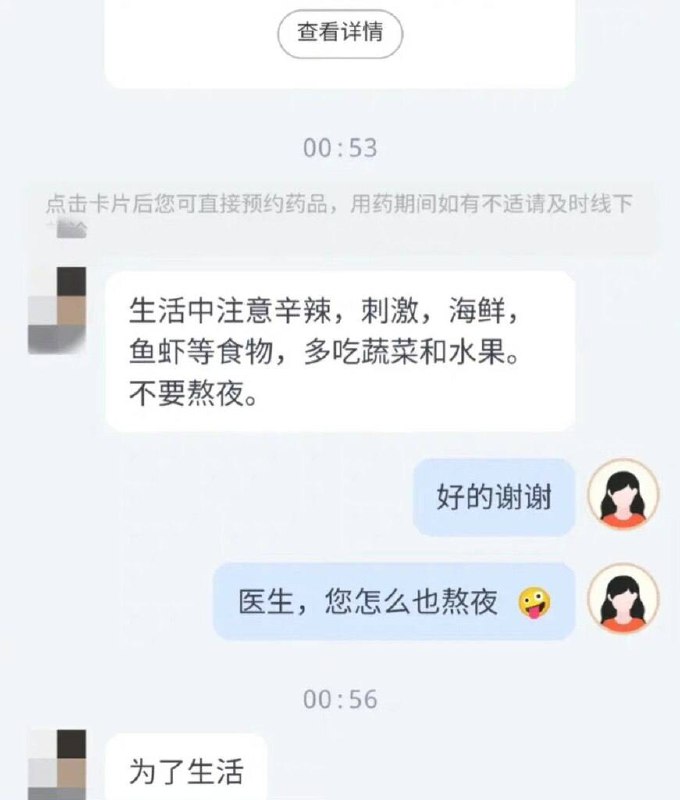 查看详情
00:53
点击卡片后您可直接预约药品，用药期间如有不适请及时线下
生活中注意辛辣，刺激，海鲜，
鱼虾等食物，多吃蔬菜和水果。
不要熬夜。
好的谢谢
医生，您怎么也熬夜 🤪
00:56
为了生活